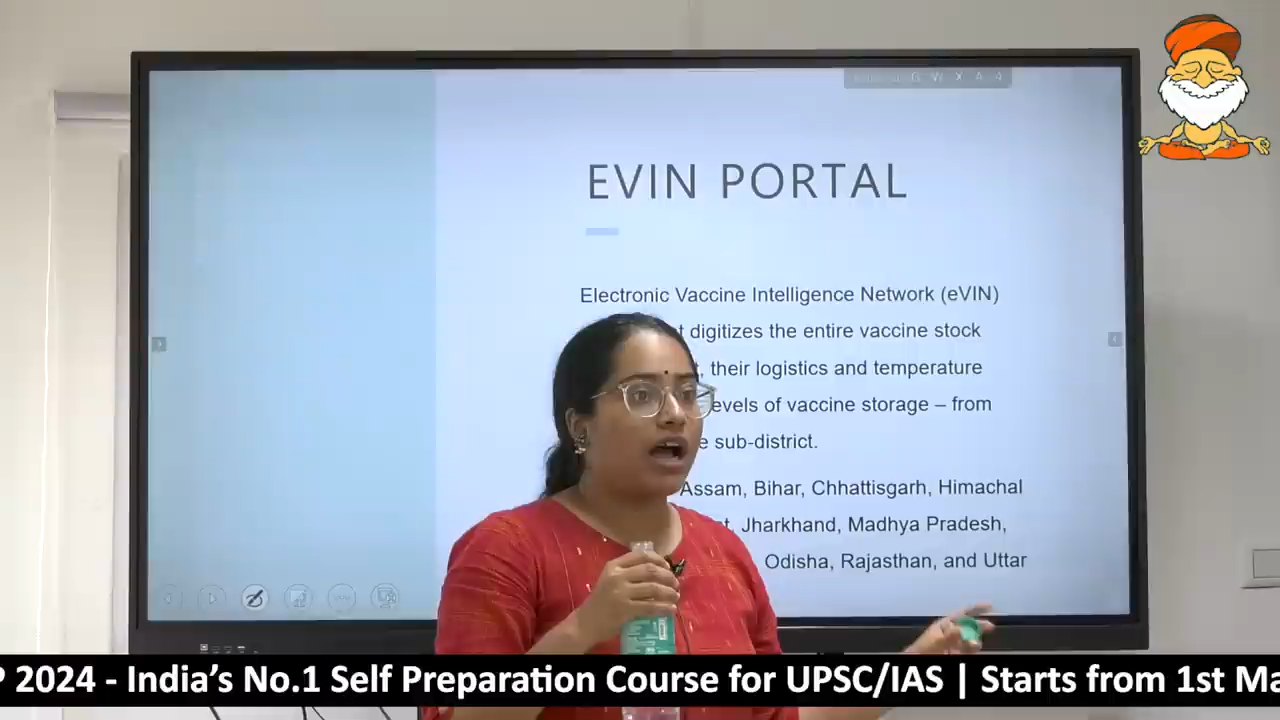 EVIN PORTAL
Electronic Vaccine Intelligence Network (eVIN)
digitizes the entire vaccine stock
, their logistics and temperature
levels of vaccine storage – from
sub-district.
Assam, Bihar, Chhattisgarh, Himachal
Jharkhand, Madhya Pradesh,
Odisha, Rajasthan, and Uttar
2024 - India's No.1 Self Preparation Course for UPSC/IAS | Starts from 1st